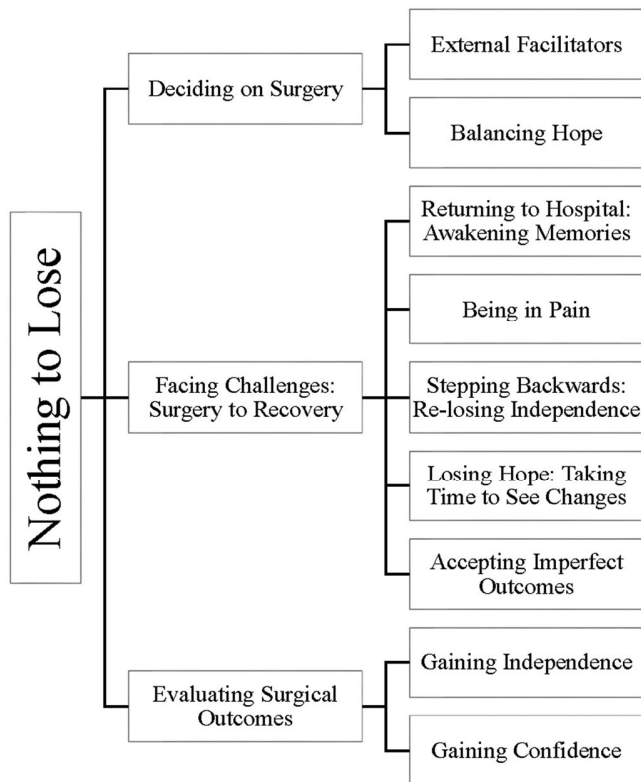 Nothing to Lose
Deciding on Surgery
External Facilitators
Balancing Hope
Facing Challenges:
Surgery to Recovery
Returning to Hospital:
Awakening Memories
Being in Pain
Stepping Backwards:
Re-losing Independence
Losing Hope: Taking
Time to See Changes
Accepting Imperfect
Outcomes
Evaluating Surgical
Outcomes
Gaining Independence
Gaining Confidence